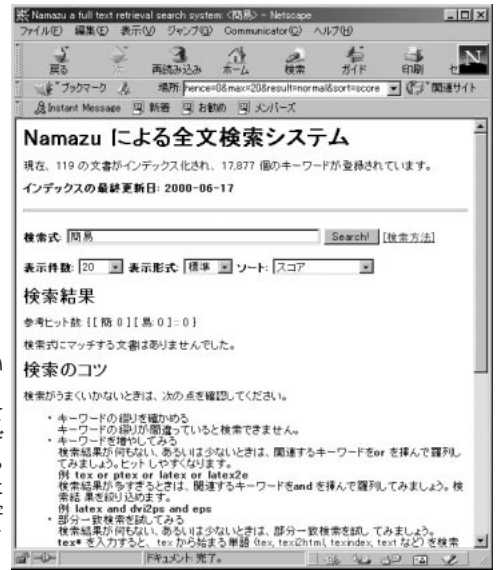 Namazu a full text retrieval search system: <簡易> - Netscape
ファイル(F) 編集(E) 表示(V) ジャンプ(G) Communicator(C) ヘルプ(H)
戻る 再読み込み ホーム 検索 ガイド 印刷 セ
ブックマーク 場所: hence=0&max=20&result=normal&sort=score 関連サイト
Instant Message 新着 お勧め メンバーズ
Namazu による全文検索システム
現在、119 の文書がインデックス化され、17,877 個のキーワードが登録されています。
インデックスの最終更新日: 2000-06-17
検索式: 簡易 Search! [検索方法]
表示件数: 20 表示形式: 標準 ソート: スコア
検索結果
参考ヒット数: {[ 簡: 0 ] [ 易: 0 ] :: 0 }
検索式にマッチする文書はありませんでした。
検索のコツ
検索がうまくいかないときは、次の点を確認してください。
・キーワードの綴りを確かめる
キーワードの綴りが間違っていると検索できません。
・キーワードを増やしてみる
検索結果が何もない、あるいは少ないときは、関連するキーワードをor を挿んで羅列し
てみましょう。ヒットしやすくなります。
例 tex or ptex or latex or latex2e
検索結果が多すぎるときは、関連するキーワードをand を挿んで羅列してみましょう。検
索結 果を絞り込めます。
例 latex and dvi2ps and eps
・部分一致検索を試してみる
検索結果が何もない、あるいは少ないときは、部分一致検索を試し てみましょう。
tex* を入力すると、tex から始まる単語 (tex, tex2html, texindex, text など) を検索
ドキュメント: 完了。